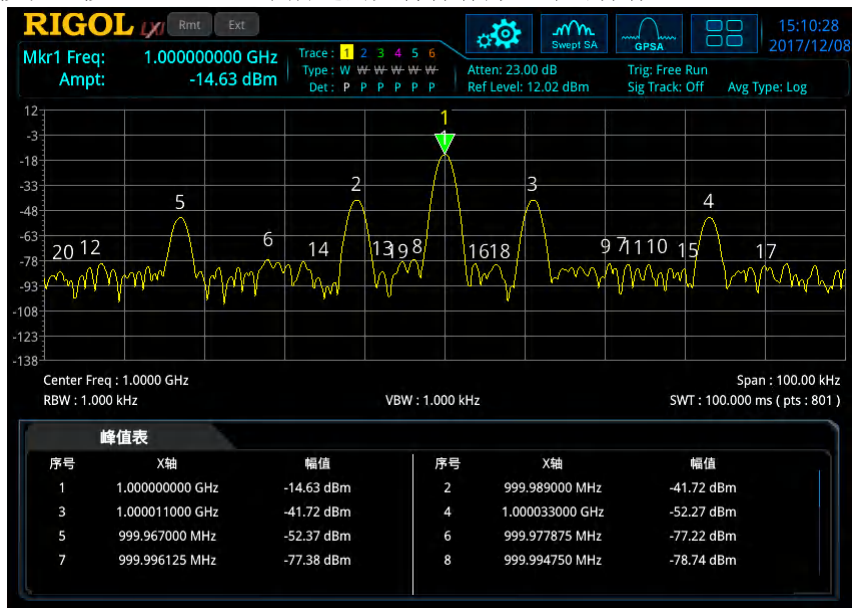 RIGOL LXI Rmt Ext
Swept SA GPSA 15:10:28
2017/12/08
Mkr1 Freq: 1.000000000 GHz
Ampt: -14.63 dBm
Trace: 1 2 3 4 5 6
Type: W W W W W W
Det: P P P P P P
Atten: 23.00 dB Trig: Free Run
Ref Level: 12.02 dBm Sig Track: Off Avg Type: Log
12
-3
-18
-33
-48
-63
-78
-93
-108
-123
-138
1
1
2 3
5 4
6
20 12 14 13 19 8 16 18 9 7 11 10 15 17
Center Freq : 1.0000 GHz Span : 100.00 kHz
RBW : 1.000 kHz VBW : 1.000 kHz SWT : 100.000 ms ( pts : 801 )
峰值表
序号 X轴 幅值 序号 X轴 幅值
1 1.000000000 GHz -14.63 dBm 2 999.989000 MHz -41.72 dBm
3 1.000011000 GHz -41.72 dBm 4 1.000033000 GHz -52.27 dBm
5 999.967000 MHz -52.37 dBm 6 999.977875 MHz -77.22 dBm
7 999.996125 MHz -77.38 dBm 8 999.994750 MHz -78.74 dBm